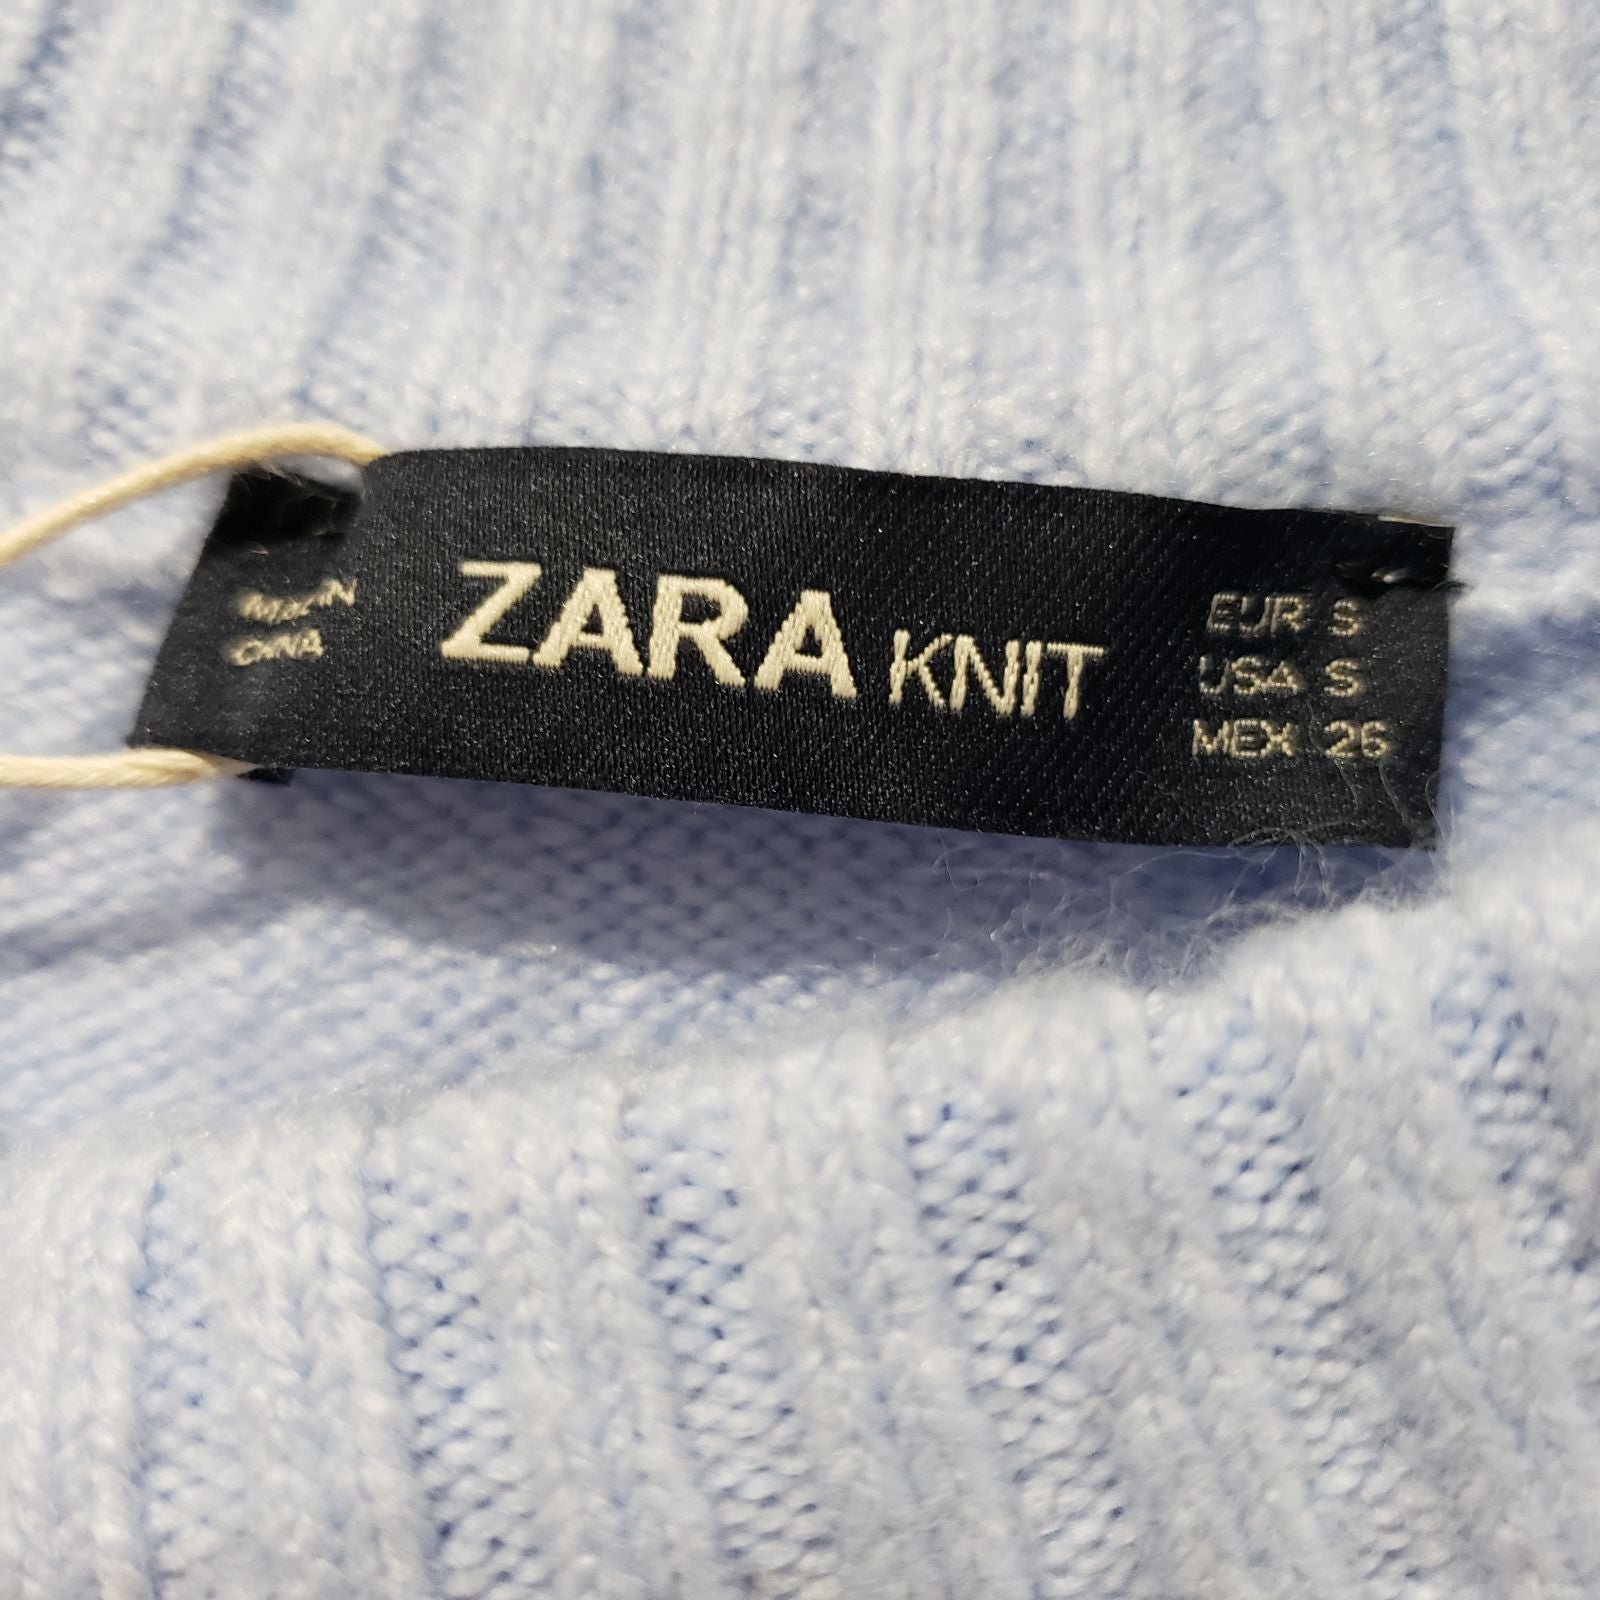 MADE IN
CHINA
ZARA KNIT
EUR S
USA S
MEX 26